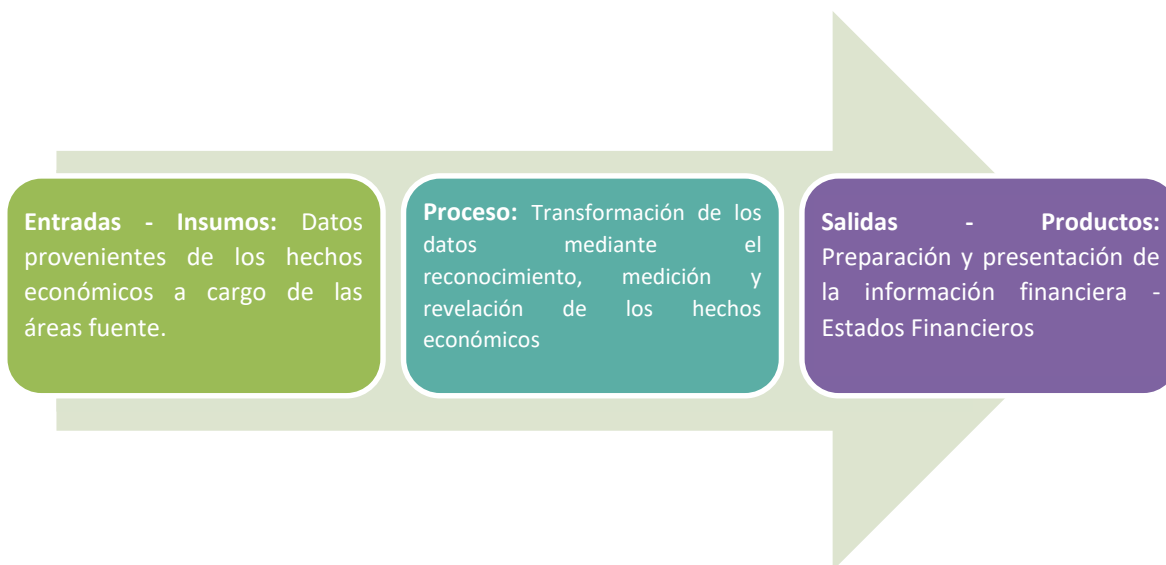 Entradas - Insumos: Datos
provenientes de los hechos
económicos a cargo de las
áreas fuente.
Proceso: Transformación de los
datos mediante el
reconocimiento, medición y
revelación de los hechos
económicos
Salidas - Productos:
Preparación y presentación de
la información financiera -
Estados Financieros